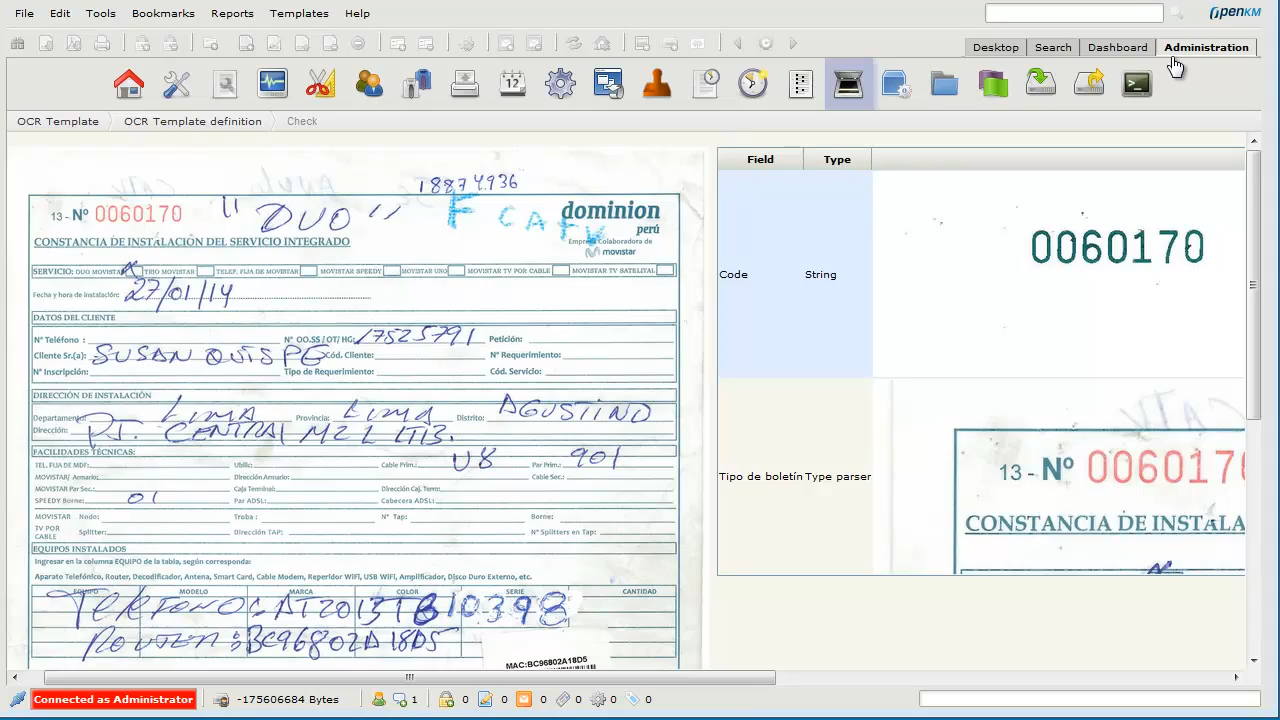 File Edit Tools Bookmarks Reports Templates Help
OpenKM
Desktop Search Dashboard Administration
12
OCR Template OCR Template definition Check
18874936
13 - Nº 0060170
"DUO"
F CAFK
dominion
perú
Empresa Colaboradora de
movistar
CONSTANCIA DE INSTALACIÓN DEL SERVICIO INTEGRADO
SERVICIO: DUO MOVISTAR TRIO MOVISTAR TELEF. FIJA DE MOVISTAR MOVISTAR SPEEDY MOVISTAR UNO MOVISTAR TV POR CABLE MOVISTAR TV SATELITAL
Fecha y hora de instalación: 27/01/14
DATOS DEL CLIENTE
Nº Teléfono : Nº OO.SS / OT/ HG: 17525791 Petición:
Cliente Sr.(a): SUSAN QUISPE Cód. Cliente: Nº Requerimiento:
Nº Inscripción: Tipo de Requerimiento: Cód. Servicio:
DIRECCIÓN DE INSTALACIÓN
Departamento: LIMA Provincia: LIMA Distrito: AGUSTINO
Dirección: PJ. CENTRAL MZ L
FACILIDADES TÉCNICAS: U8 901
TEL. FIJA DE MDF: Ubilic: Cable Prim.: Par Prim.:
MOVISTAR/ Armario: Dirección Armario: Cable Sec.:
MOVISTAR Par Sec.: Caja Terminal: Dirección Caj. Term:
SPEEDY Borne: 01 Par ADSL: Cabecera ADSL:
MOVISTAR Nodo: Troba : Nº Tap: Borne:
TV POR
CABLE Splitter: Dirección TAP: Nº Splitters en Tap:
EQUIPOS INSTALADOS
Ingresar en la columna EQUIPO de la tabla, según corresponda:
Aparato Telefónico, Router, Decodificador, Antena, Smart Card, Cable Modem, Reperidor WIFI, USB WIFI, Amplificador, Disco Duro Externo, etc.
EQUIPO MODELO MARCA COLOR SERIE CANTIDAD
TELEFONO
ROUTER : BC96802A18D5
MAC:BC96802A18D5
Field Type
Code String 0060170
Tipo de boletín Type parser
13 - Nº 0060170
CONSTANCIA DE INSTALA
Connected as Administrator -175606684 Bytes 1 0 0 0 0 0 0